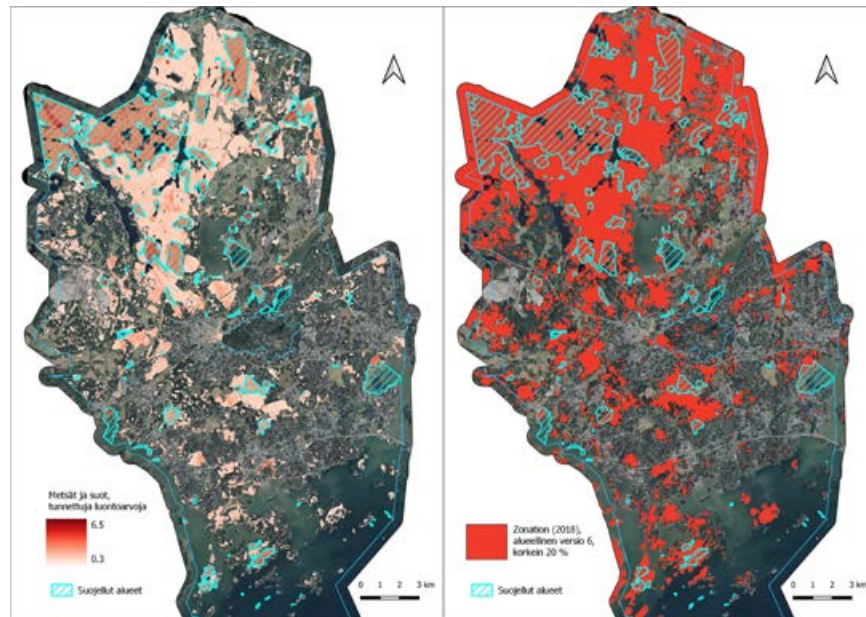 Metsät ja suot,
tunnettuja luontoarvoja
6.5
0.3
Suojellut alueet
0 1 2 3 km
Zonation (2018),
alueellinen versio 6,
korkein 20 %
Suojellut alueet
0 1 2 3 km